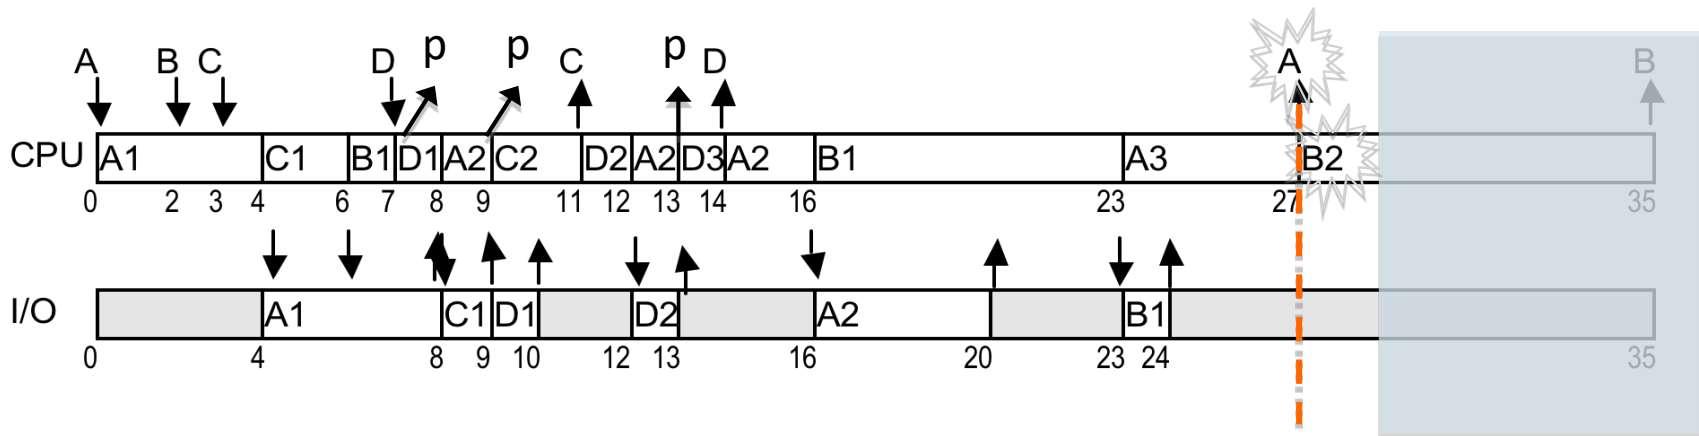 A B C D p p C p D A B
CPU A1 C1 B1 D1 A2 C2 D2 A2 D3 A2 B1 A3 B2
0 2 3 4 6 7 8 9 11 12 13 14 16 23 27 35
I/O A1 C1 D1 D2 A2 B1
0 4 8 9 10 12 13 16 20 23 24 35